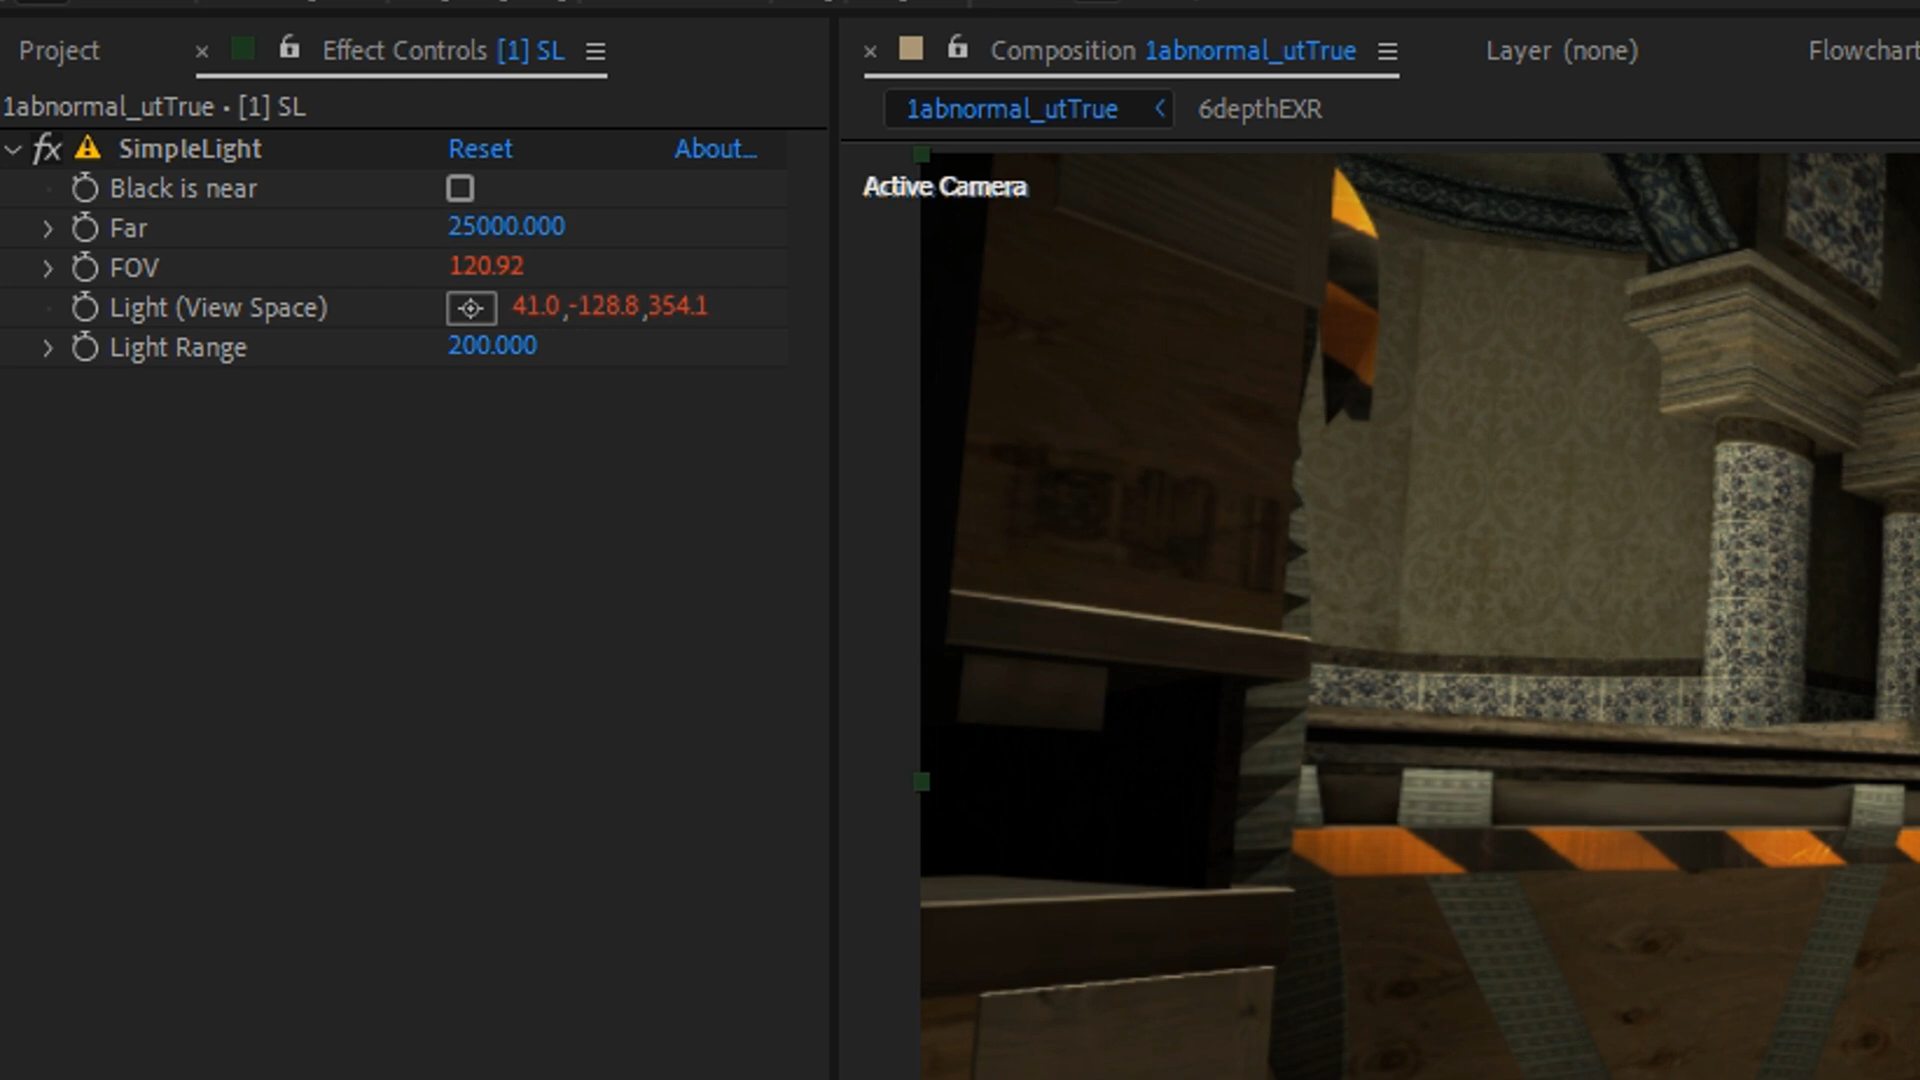 Project
× Effect Controls [1] SL
1abnormal_utTrue • [1] SL
fx SimpleLight Reset About...
Black is near
Far 25000.000
FOV 120.92
Light (View Space) 41.0,-128.8,354.1
Light Range 200.000
× Composition 1abnormal_utTrue
Layer (none)
Flowchart
1abnormal_utTrue < 6depthEXR
Active Camera